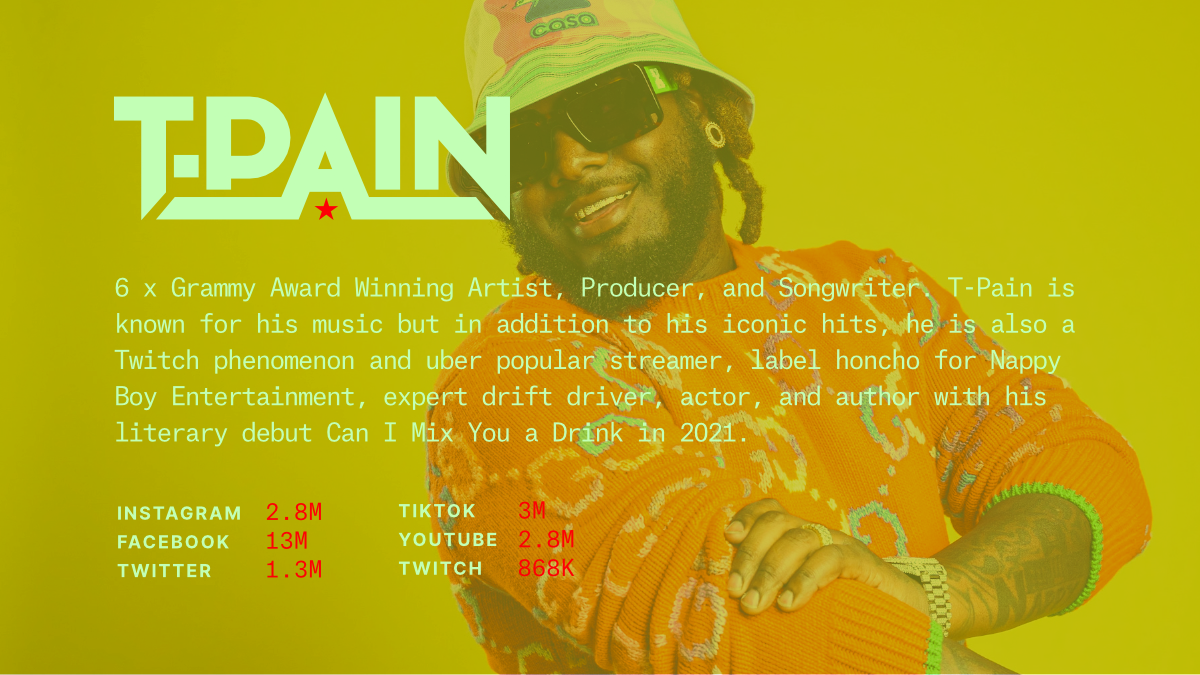 casa
T-PAIN
6 x Grammy Award Winning Artist, Producer, and Songwriter, T-Pain is
known for his music but in addition to his iconic hits, he is also a
Twitch phenomenon and uber popular streamer, label honcho for Nappy
Boy Entertainment, expert drift driver, actor, and author with his
literary debut Can I Mix You a Drink in 2021.
INSTAGRAM 2.8M TIKTOK 3M
FACEBOOK 13M YOUTUBE 2.8M
TWITTER 1.3M TWITCH 868K